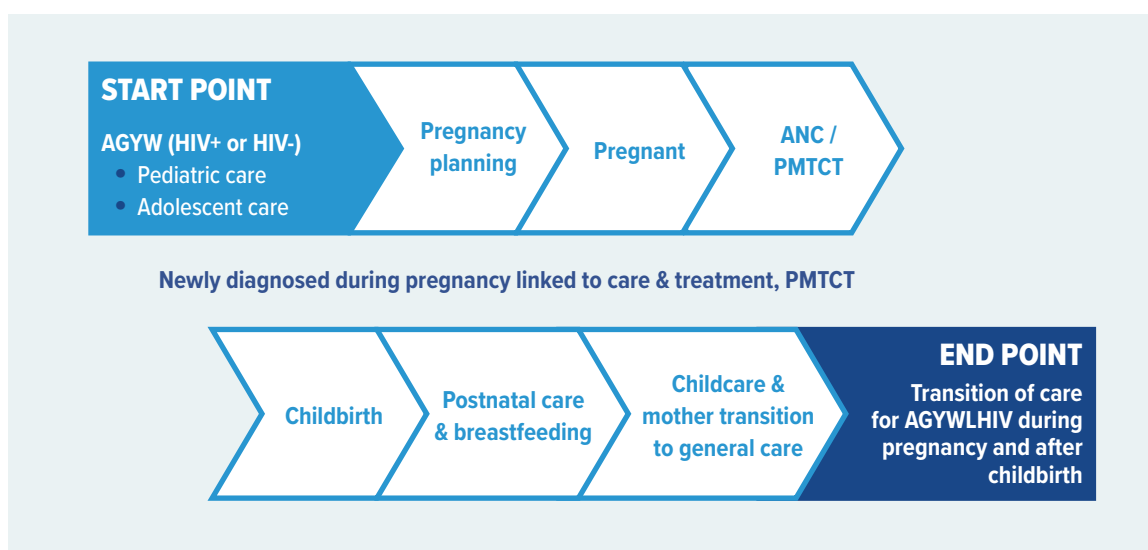 START POINT
AGYW (HIV+ or HIV-)
• Pediatric care
• Adolescent care
Pregnancy
planning
Pregnant
ANC /
PMTCT
Newly diagnosed during pregnancy linked to care & treatment, PMTCT
Childbirth
Postnatal care
& breastfeeding
Childcare &
mother transition
to general care
END POINT
Transition of care
for AGYWLHIV during
pregnancy and after
childbirth